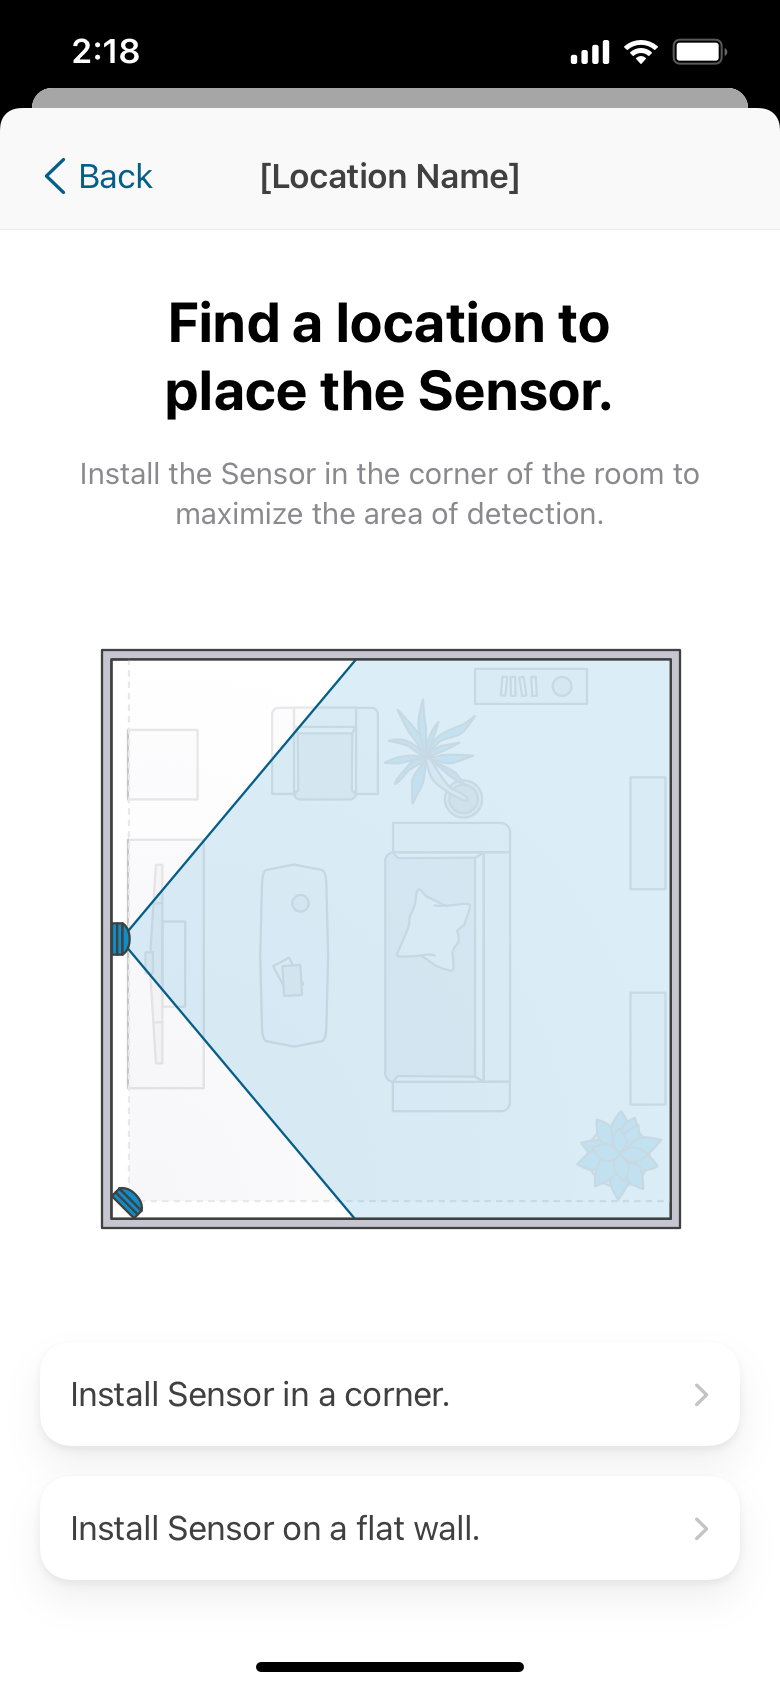 2:18
Back
[Location Name]
Find a location to
place the Sensor.
Install the Sensor in the corner of the room to
maximize the area of detection.
Install Sensor in a corner.
Install Sensor on a flat wall.